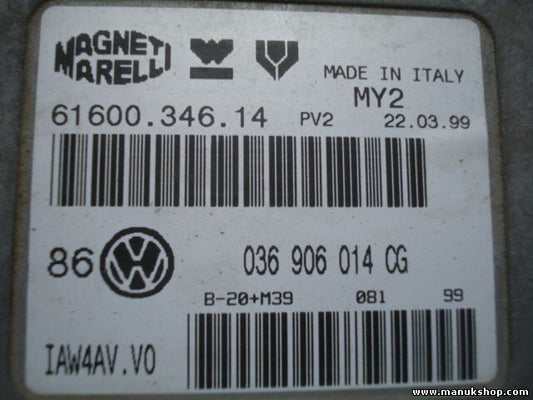 MAGNETI
MARELLI
MADE IN ITALY
MY2
61600.346.14 PV2 22.03.99
86 036 906 014 CG
B-20+M39 081 99
IAW4AV.V0
www.manukshop.com